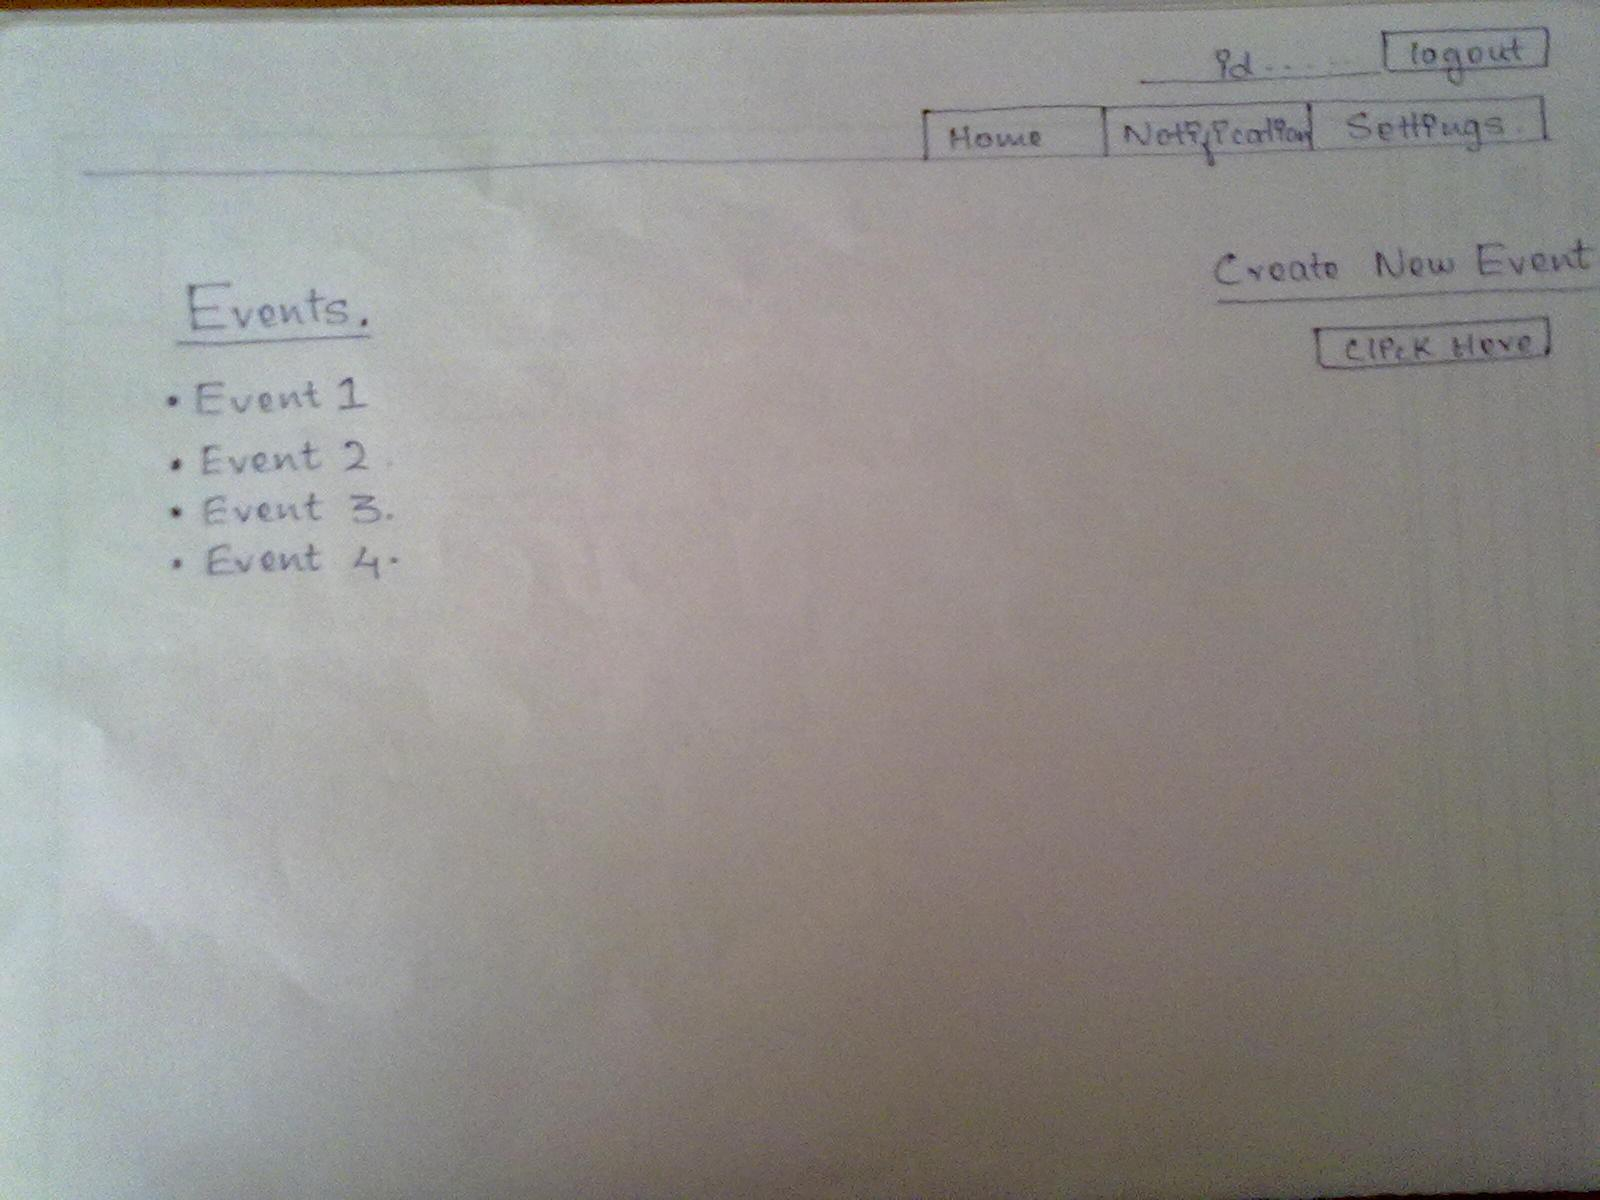 id...... logout
Home Notification Settings.
Create New Event
Events.
Click Here
• Event 1
• Event 2.
• Event 3.
• Event 4.